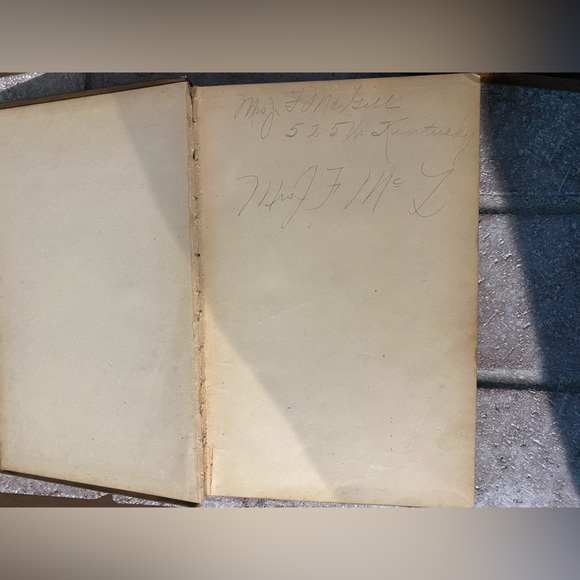 Mrs J. F. McGill
525 W. Kentucky
Mrs J F Mc